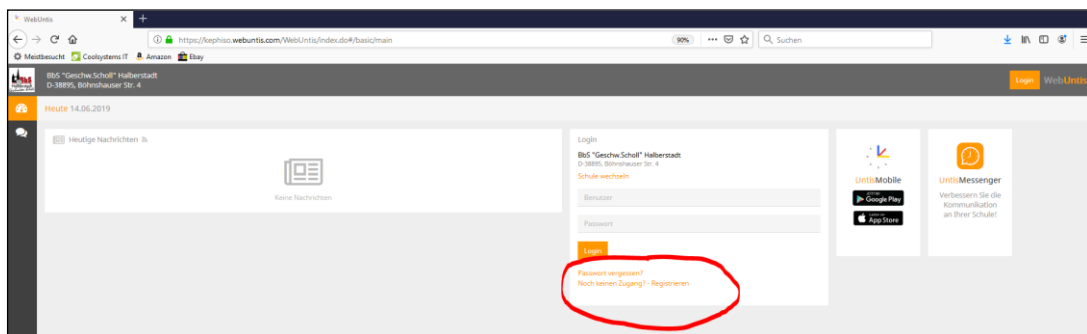 WebUntis
https://kephiso.webuntis.com/WebUntis/index.do#/basic/main
90%
Suchen
Meistbesucht Coolsystems IT Amazon Ebay
BbS "Geschw.Scholl" Halberstadt
D-38895, Böhnshauser Str. 4
Login WebUntis
Heute 14.06.2019
Heutige Nachrichten
Keine Nachrichten
Login
BbS "Geschw.Scholl" Halberstadt
D-38895, Böhnshauser Str. 4
Schule wechseln
Benutzer
Passwort
Login
Passwort vergessen?
Noch keinen Zugang? - Registrieren
UntisMobile
Google Play
App Store
UntisMessenger
Verbessern Sie die
Kommunikation
an Ihrer Schule!